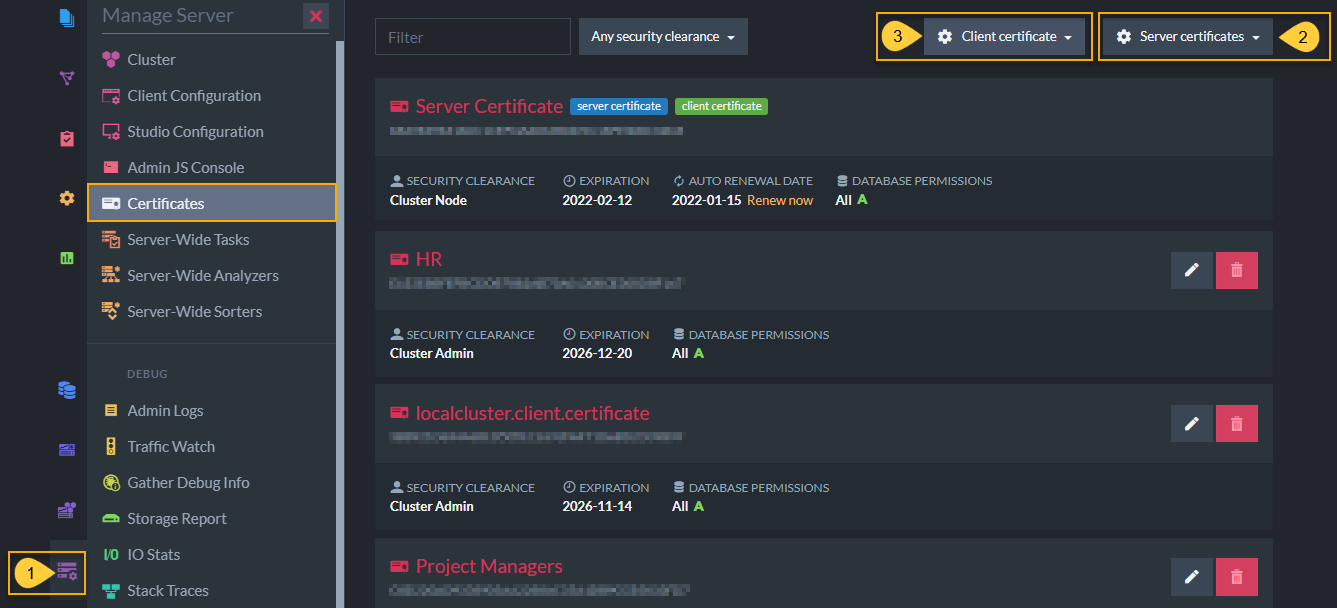 Manage Server
Cluster
Client Configuration
Studio Configuration
Admin JS Console
Certificates
Server-Wide Tasks
Server-Wide Analyzers
Server-Wide Sorters
DEBUG
Admin Logs
Traffic Watch
Gather Debug Info
Storage Report
I/O IO Stats
Stack Traces
1
Filter
Any security clearance
3 Client certificate
Server certificates 2
Server Certificate server certificate client certificate
SECURITY CLEARANCE EXPIRATION AUTO RENEWAL DATE DATABASE PERMISSIONS
Cluster Node 2022-02-12 2022-01-15 Renew now All A
HR
SECURITY CLEARANCE EXPIRATION DATABASE PERMISSIONS
Cluster Admin 2026-12-20 All A
localcluster.client.certificate
SECURITY CLEARANCE EXPIRATION DATABASE PERMISSIONS
Cluster Admin 2026-11-14 All A
Project Managers